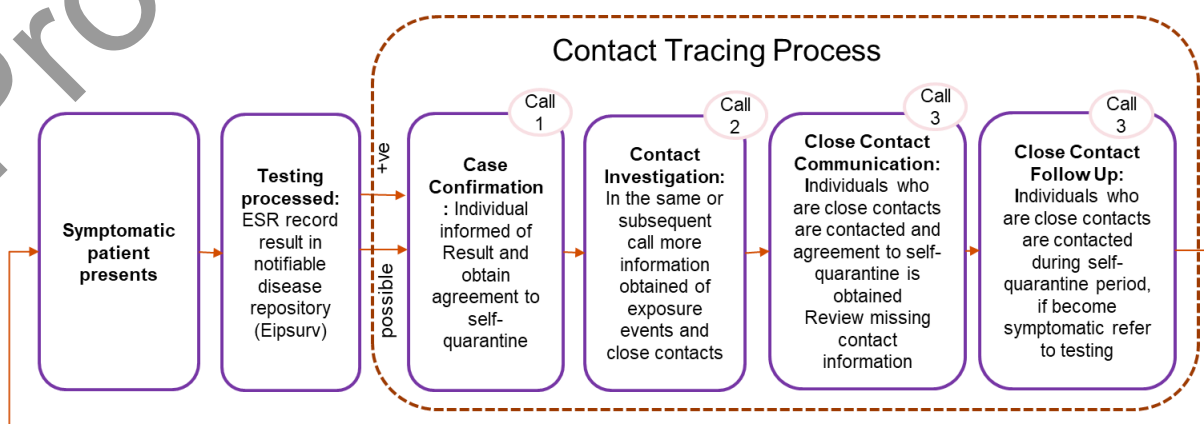 Pro
Contact Tracing Process
Symptomatic
patient
presents
Testing
processed:
ESR record
result in
notifiable
disease
repository
(Eipsurv)
+ve
possible
Call
1
Case
Confirmation
: Individual
informed of
Result and
obtain
agreement to
self-
quarantine
Call
2
Contact
Investigation:
In the same or
subsequent
call more
information
obtained of
exposure
events and
close contacts
Call
3
Close Contact
Communication:
Individuals who
are close contacts
are contacted and
agreement to self-
quarantine is
obtained
Review missing
contact
information
Call
3
Close Contact
Follow Up:
Individuals who
are close contacts
are contacted
during self-
quarantine period,
if become
symptomatic refer
to testing